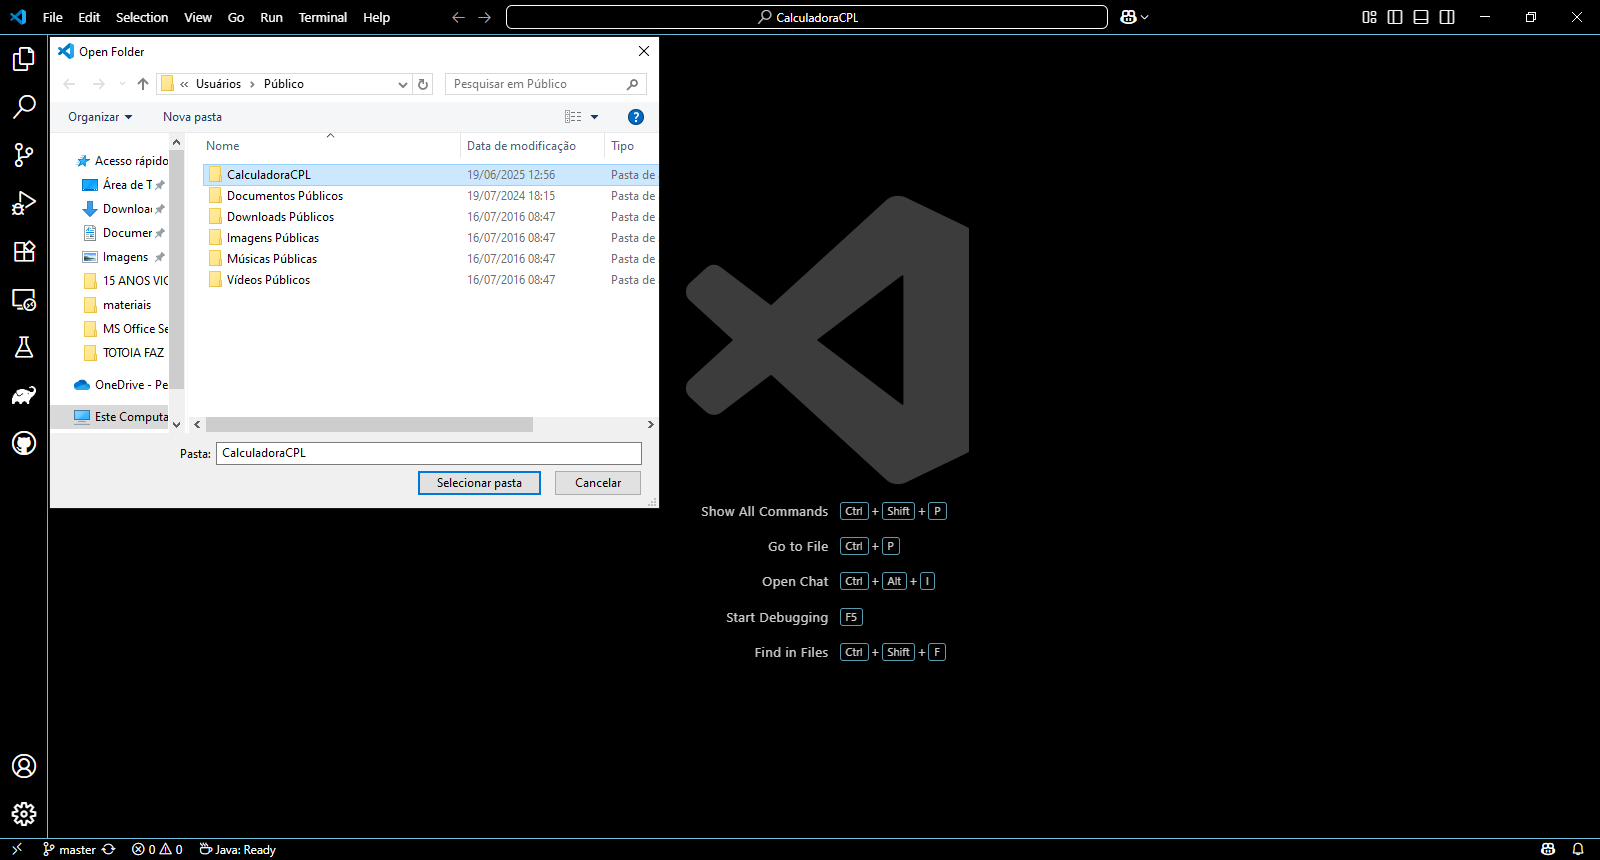 File Edit Selection View Go Run Terminal Help
CalculadoraCPL
Open Folder
« Usuários › Público
Pesquisar em Público
Organizar
Nova pasta
Nome Data de modificação Tipo
CalculadoraCPL 19/06/2025 12:56 Pasta de
Documentos Públicos 19/07/2024 18:15 Pasta de
Downloads Públicos 16/07/2016 08:47 Pasta de
Imagens Públicas 16/07/2016 08:47 Pasta de
Músicas Públicas 16/07/2016 08:47 Pasta de
Vídeos Públicos 16/07/2016 08:47 Pasta de
Acesso rápido
Área de T
Downloa
Documer
Imagens
15 ANOS VIC
materiais
MS Office Se
TOTOIA FAZ
OneDrive - Pe
Este Computa
Pasta: CalculadoraCPL
Selecionar pasta Cancelar
Show All Commands Ctrl + Shift + P
Go to File Ctrl + P
Open Chat Ctrl + Alt + I
Start Debugging F5
Find in Files Ctrl + Shift + F
master 0 0 Java: Ready